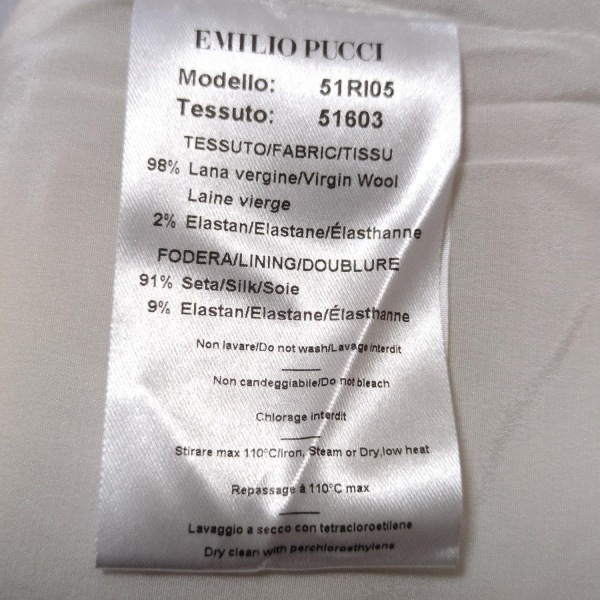 EMILIO PUCCI
Modello: 51RI05
Tessuto: 51603
TESSUTO/FABRIC/TISSU
98% Lana vergine/Virgin Wool
Laine vierge
2% Elastan/Elastane/Élasthanne
FODERA/LINING/DOUBLURE
91% Seta/Silk/Soie
9% Elastan/Elastane/Élasthanne
Non lavare/Do not wash/Lavage interdit
Non candeggiabile/Do not bleach
Chlorage interdit
Stirare max 110°C/iron, Steam or Dry,low heat
Repassage à 110°C max
Lavaggio a secco con tetracloroetilene
Dry clean with perchloroethylene